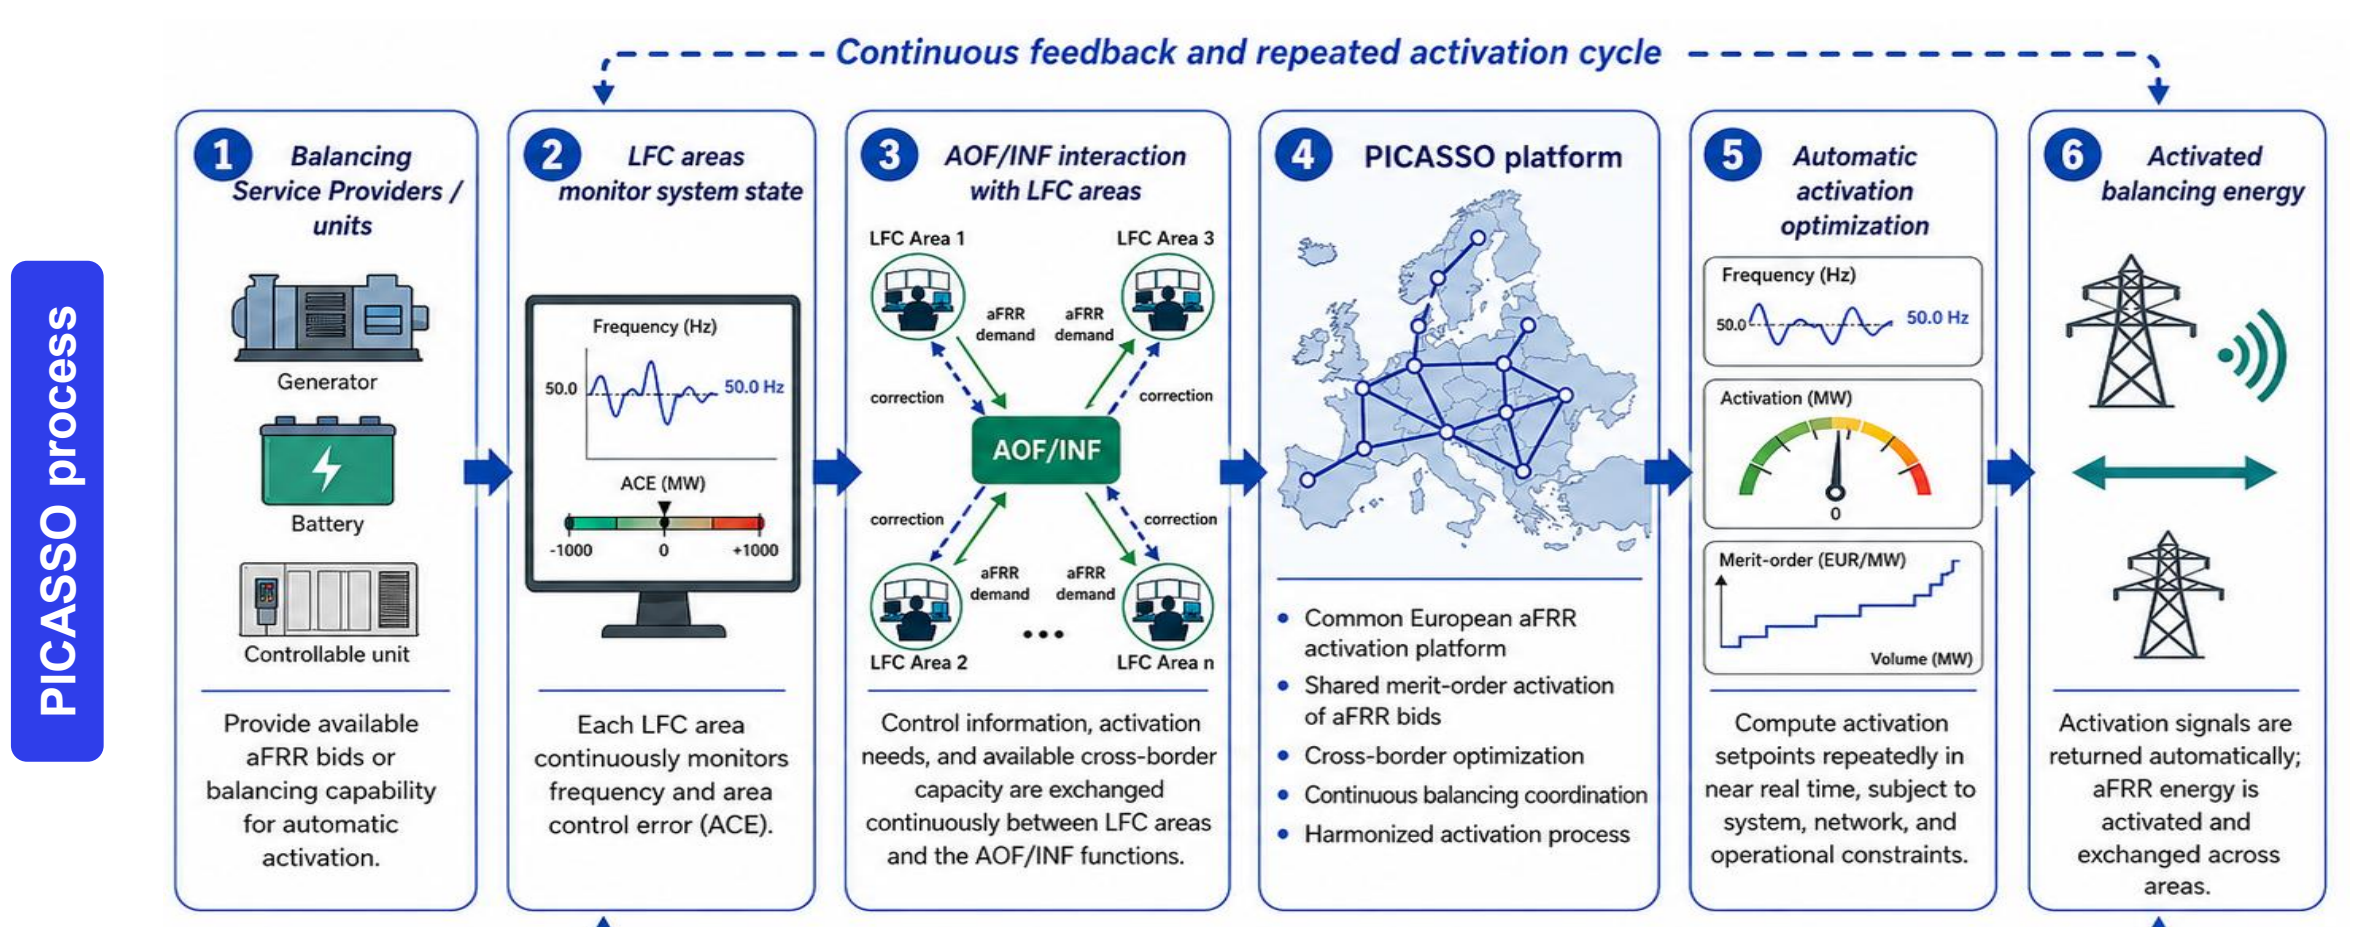 PICASSO process
Continuous feedback and repeated activation cycle
1
Balancing
Service Providers /
units
Generator
Battery
Controllable unit
Provide available
aFRR bids or
balancing capability
for automatic
activation.
2
LFC areas
monitor system state
Frequency (Hz)
50.0
50.0 Hz
ACE (MW)
-1000
0
+1000
Each LFC area
continuously monitors
frequency and area
control error (ACE).
3
AOF/INF interaction
with LFC areas
LFC Area 1
LFC Area 3
aFRR
demand
aFRR
demand
correction
correction
AOF/INF
correction
correction
aFRR
demand
aFRR
demand
...
LFC Area 2
LFC Area n
Control information, activation
needs, and available cross-border
capacity are exchanged
continuously between LFC areas
and the AOF/INF functions.
4
PICASSO platform
• Common European aFRR
activation platform
• Shared merit-order activation
of aFRR bids
• Cross-border optimization
• Continuous balancing coordination
• Harmonized activation process
5
Automatic
activation
optimization
Frequency (Hz)
50.0
50.0 Hz
Activation (MW)
0
Merit-order (EUR/MW)
Volume (MW)
Compute activation
setpoints repeatedly in
near real time, subject to
system, network, and
operational constraints.
6
Activated
balancing energy
Activation signals are
returned automatically;
aFRR energy is
activated and
exchanged across
areas.